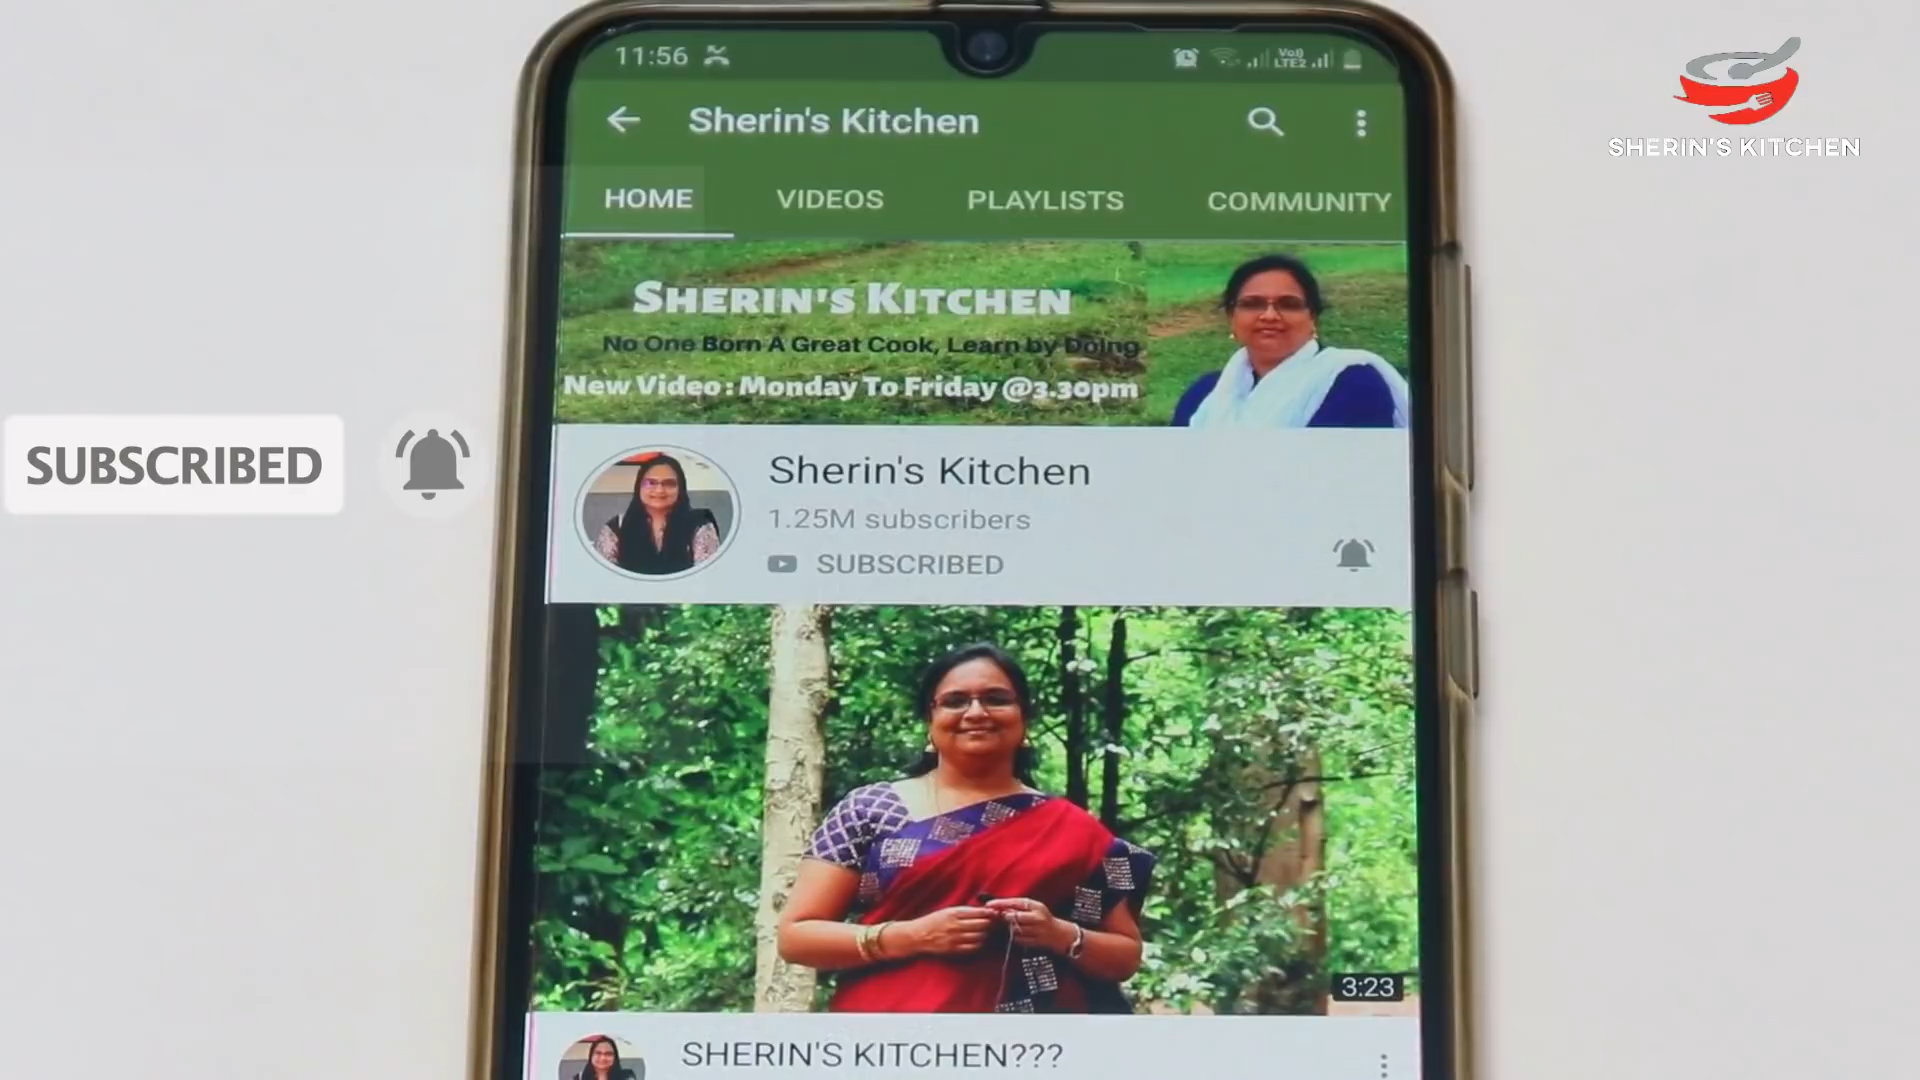 11:56
Vo))
LTE2
Sherin's Kitchen
HOME VIDEOS PLAYLISTS COMMUNITY
SHERIN'S KITCHEN
No One Born A Great Cook, Learn by Doing
New Video : Monday To Friday @3.30pm
Sherin's Kitchen
1.25M subscribers
SUBSCRIBED
3:23
SHERIN'S KITCHEN???
SUBSCRIBED
SHERIN'S KITCHEN